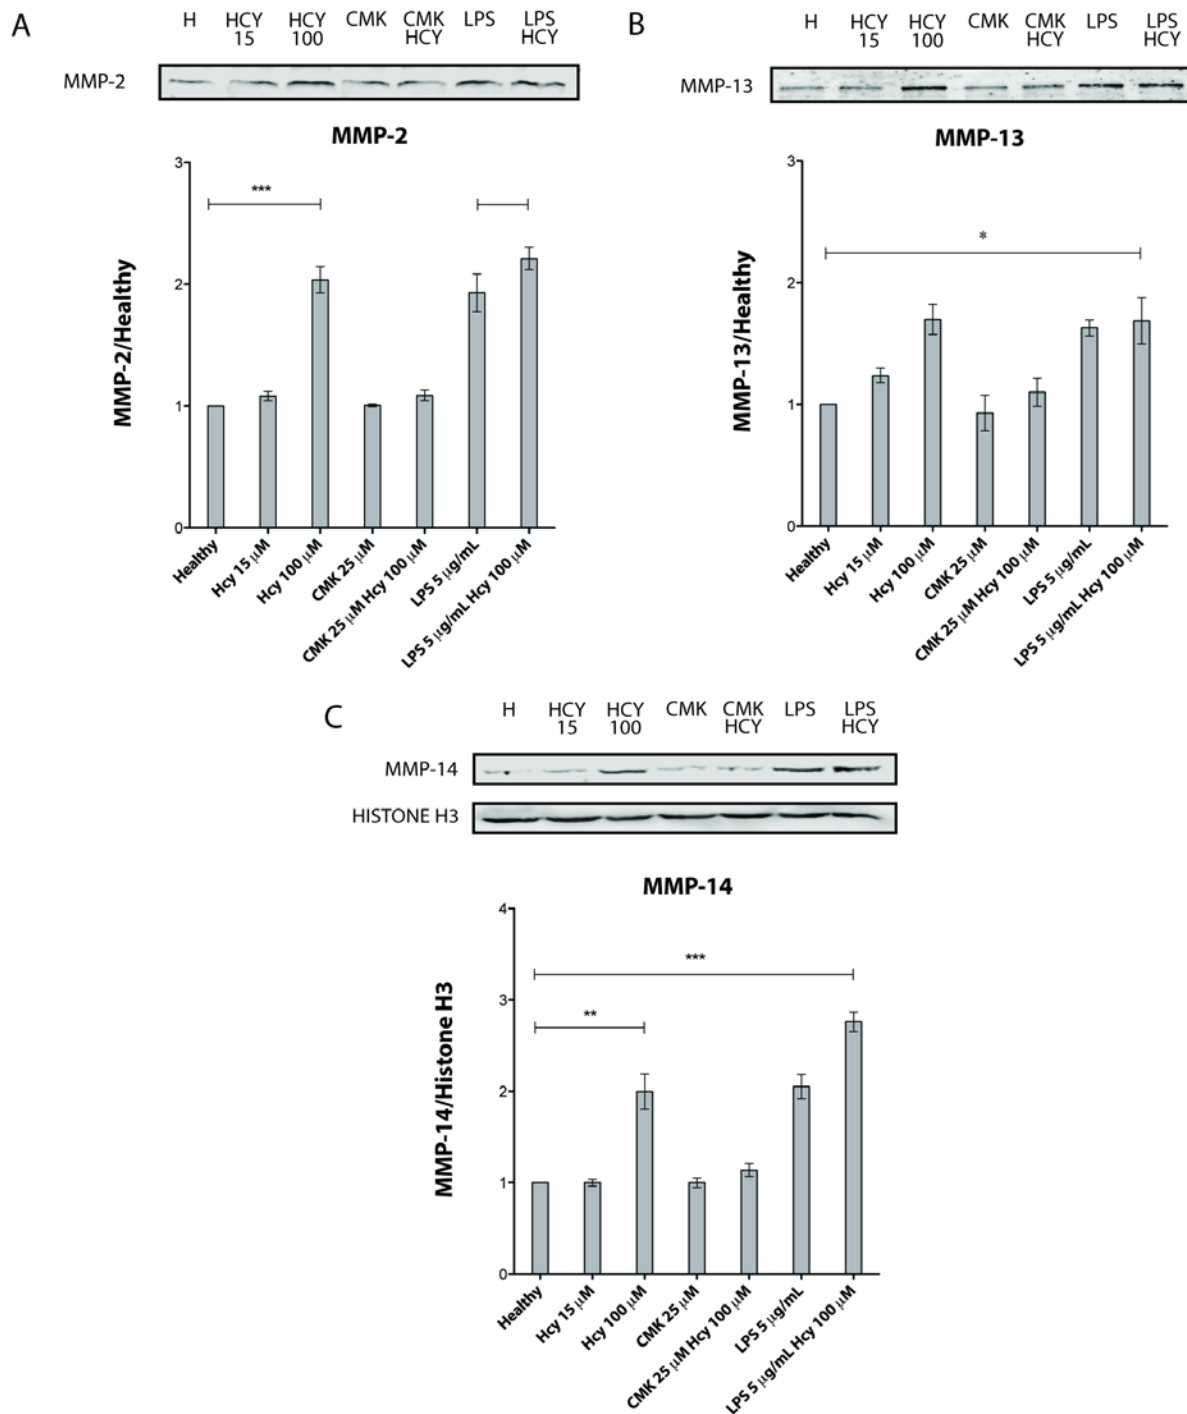 A
H HCY HCY CMK CMK LPS LPS
15 100 HCY HCY
MMP-2
MMP-2
3
***
2
1
0
MMP-2/Healthy
Healthy
Hcy 15 μM
Hcy 100 μM
CMK 25 μM
CMK 25 μM Hcy 100 μM
LPS 5 μg/mL
LPS 5 μg/mL Hcy 100 μM
B
H HCY HCY CMK CMK LPS LPS
15 100 HCY HCY
MMP-13
MMP-13
3
*
2
1
0
MMP-13/Healthy
Healthy
Hcy 15 μM
Hcy 100 μM
CMK 25 μM
CMK 25 μM Hcy 100 μM
LPS 5 μg/mL
LPS 5 μg/mL Hcy 100 μM
C
H HCY HCY CMK CMK LPS LPS
15 100 HCY HCY
MMP-14
HISTONE H3
MMP-14
4
***
3
**
2
1
0
MMP-14/Histone H3
Healthy
Hcy 15 μM
Hcy 100 μM
CMK 25 μM
CMK 25 μM Hcy 100 μM
LPS 5 μg/mL
LPS 5 μg/mL Hcy 100 μM